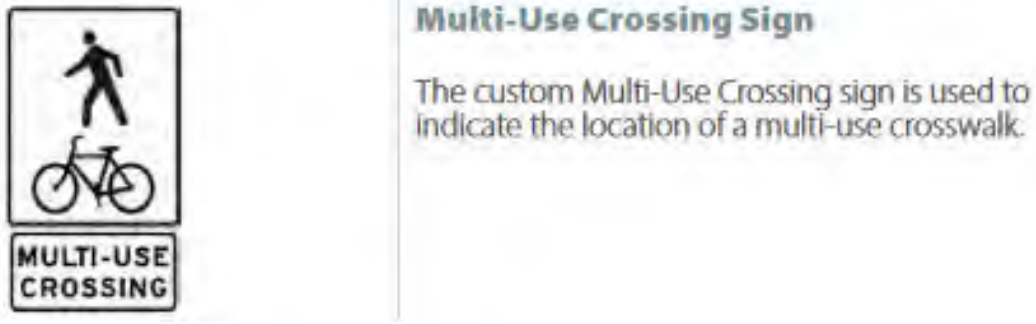 MULTI-USE
CROSSING
Multi-Use Crossing Sign
The custom Multi-Use Crossing sign is used to
indicate the location of a multi-use crosswalk.